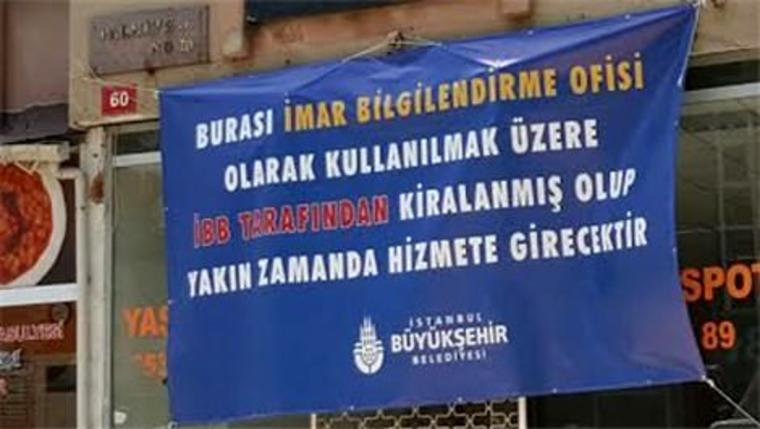 60
BURASI İMAR BİLGİLENDİRME OFİSİ
OLARAK KULLANILMAK ÜZERE
İBB TARAFINDAN KİRALANMIŞ OLUP
YAKIN ZAMANDA HİZMETE GİRECEKTİR
İSTANBUL
BÜYÜKŞEHİR
BELEDİYESİ
SPOT
89